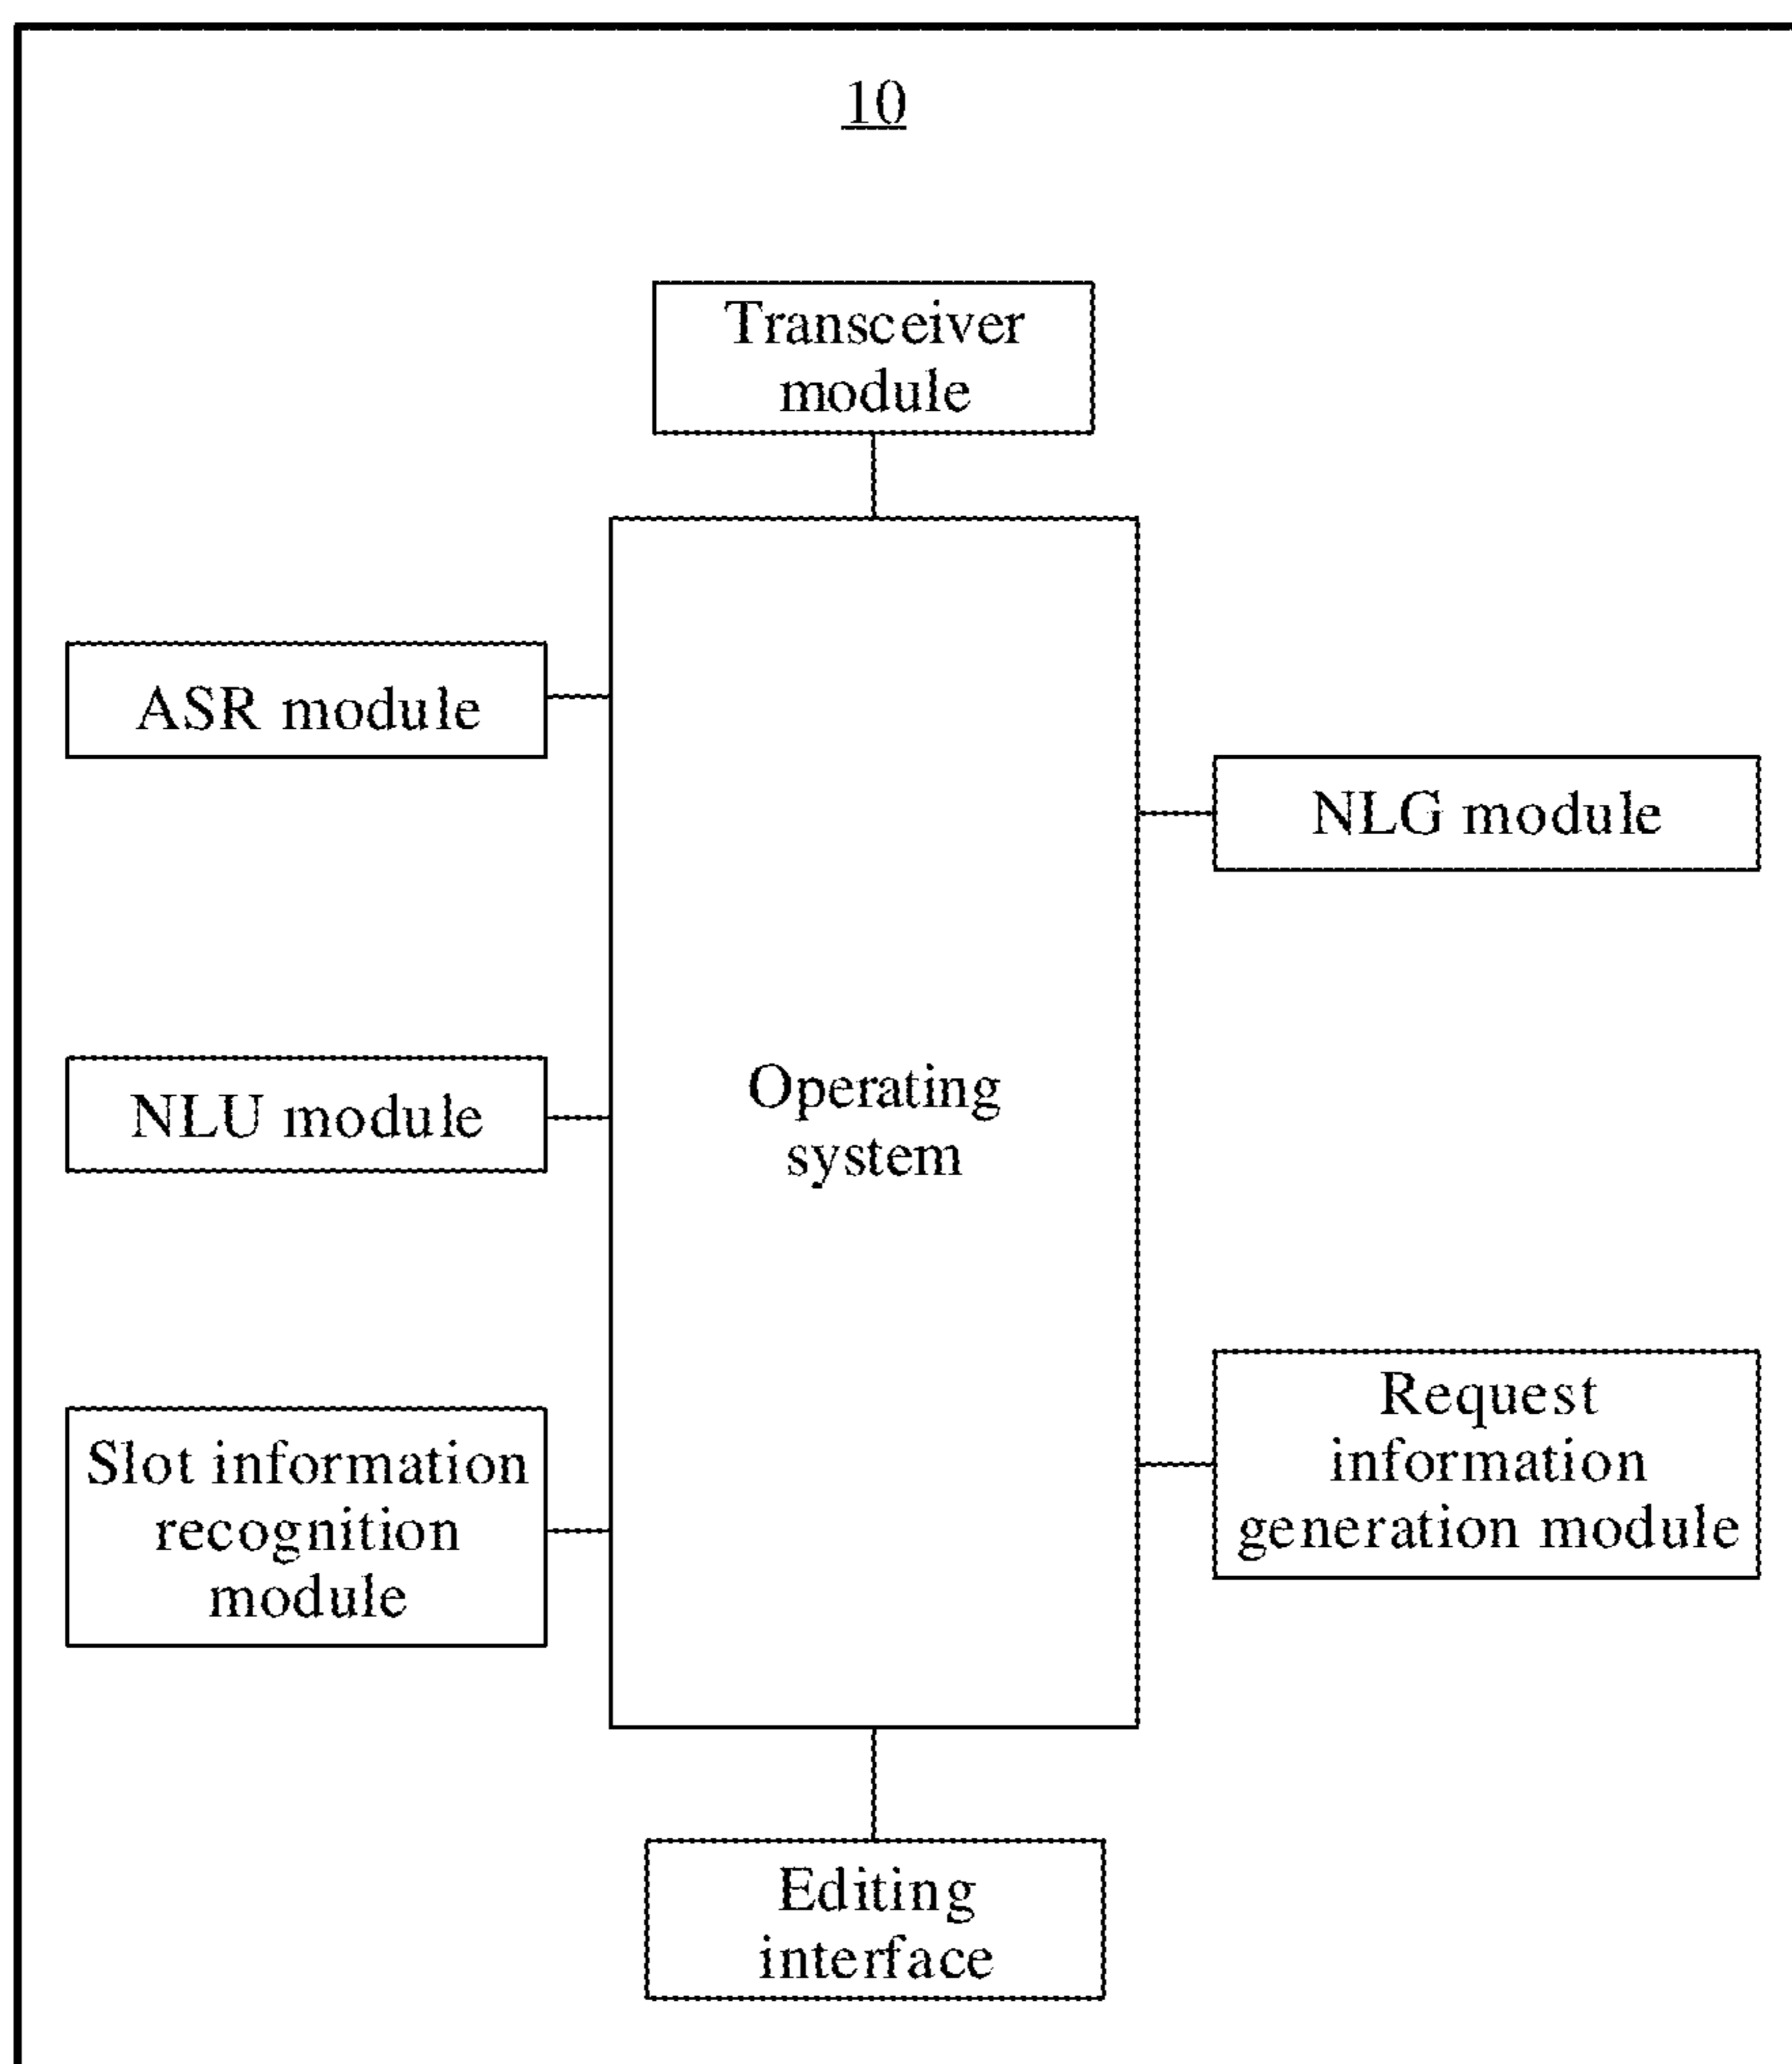 10
Transceiver
module
ASR module
NLG module
NLU module
Operating
system
Slot information
recognition
module
Request
information
generation module
Editing
interface